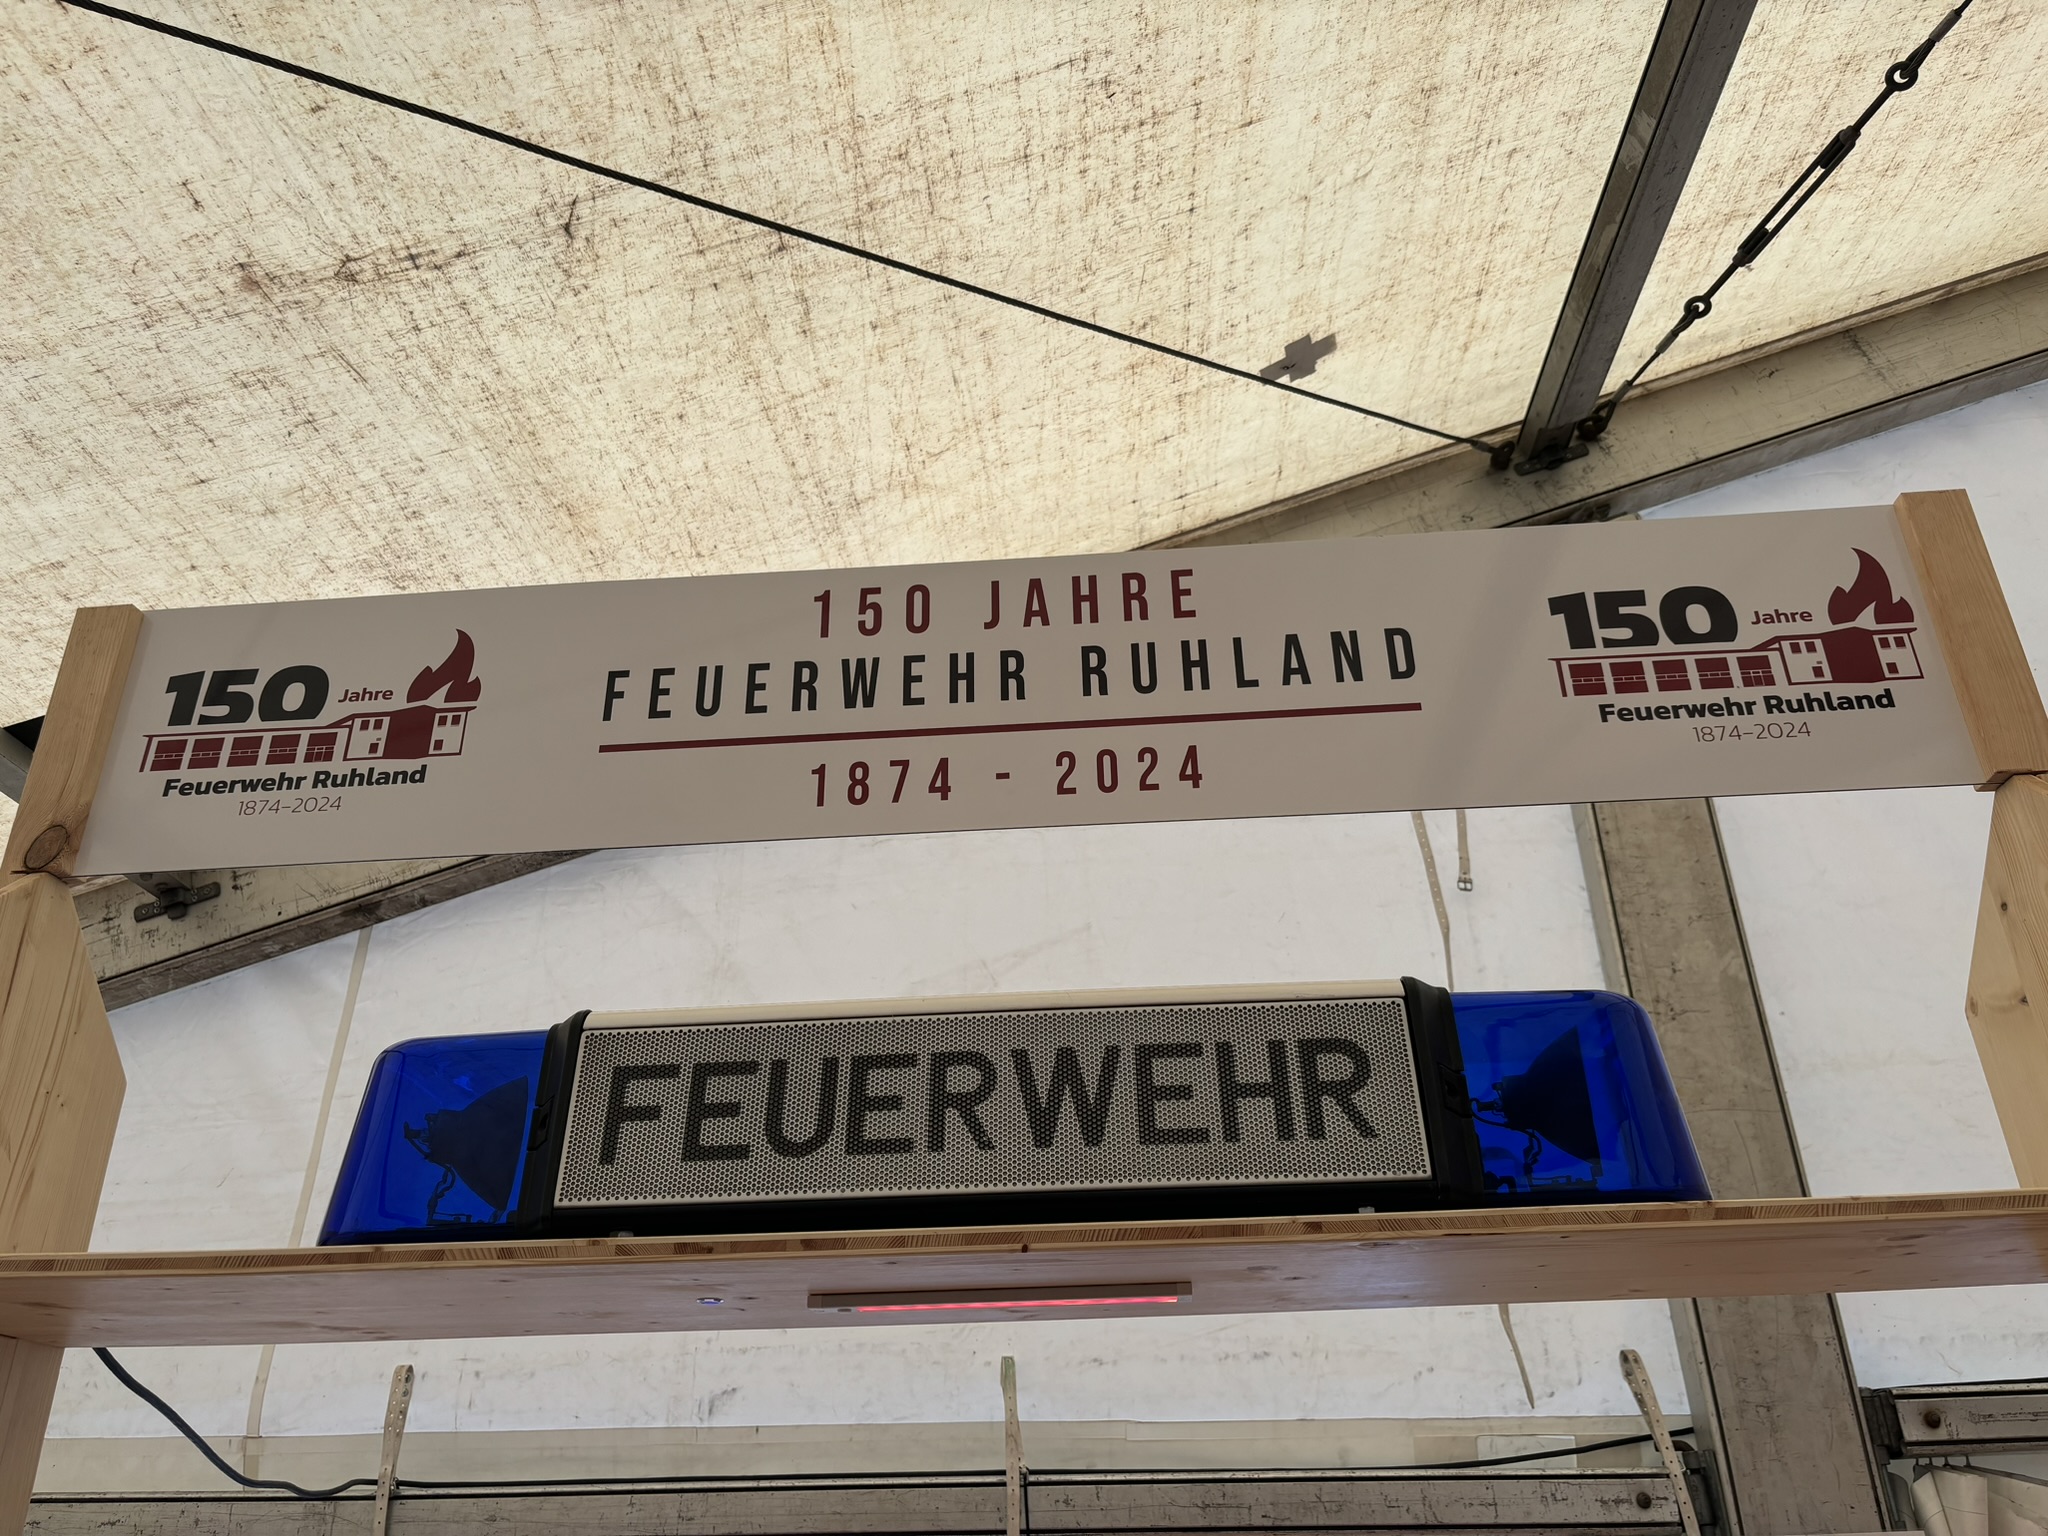 150 Jahre
Feuerwehr Ruhland
1874-2024
150 JAHRE
FEUERWEHR RUHLAND
1874 - 2024
150 Jahre
Feuerwehr Ruhland
1874-2024
FEUERWEHR